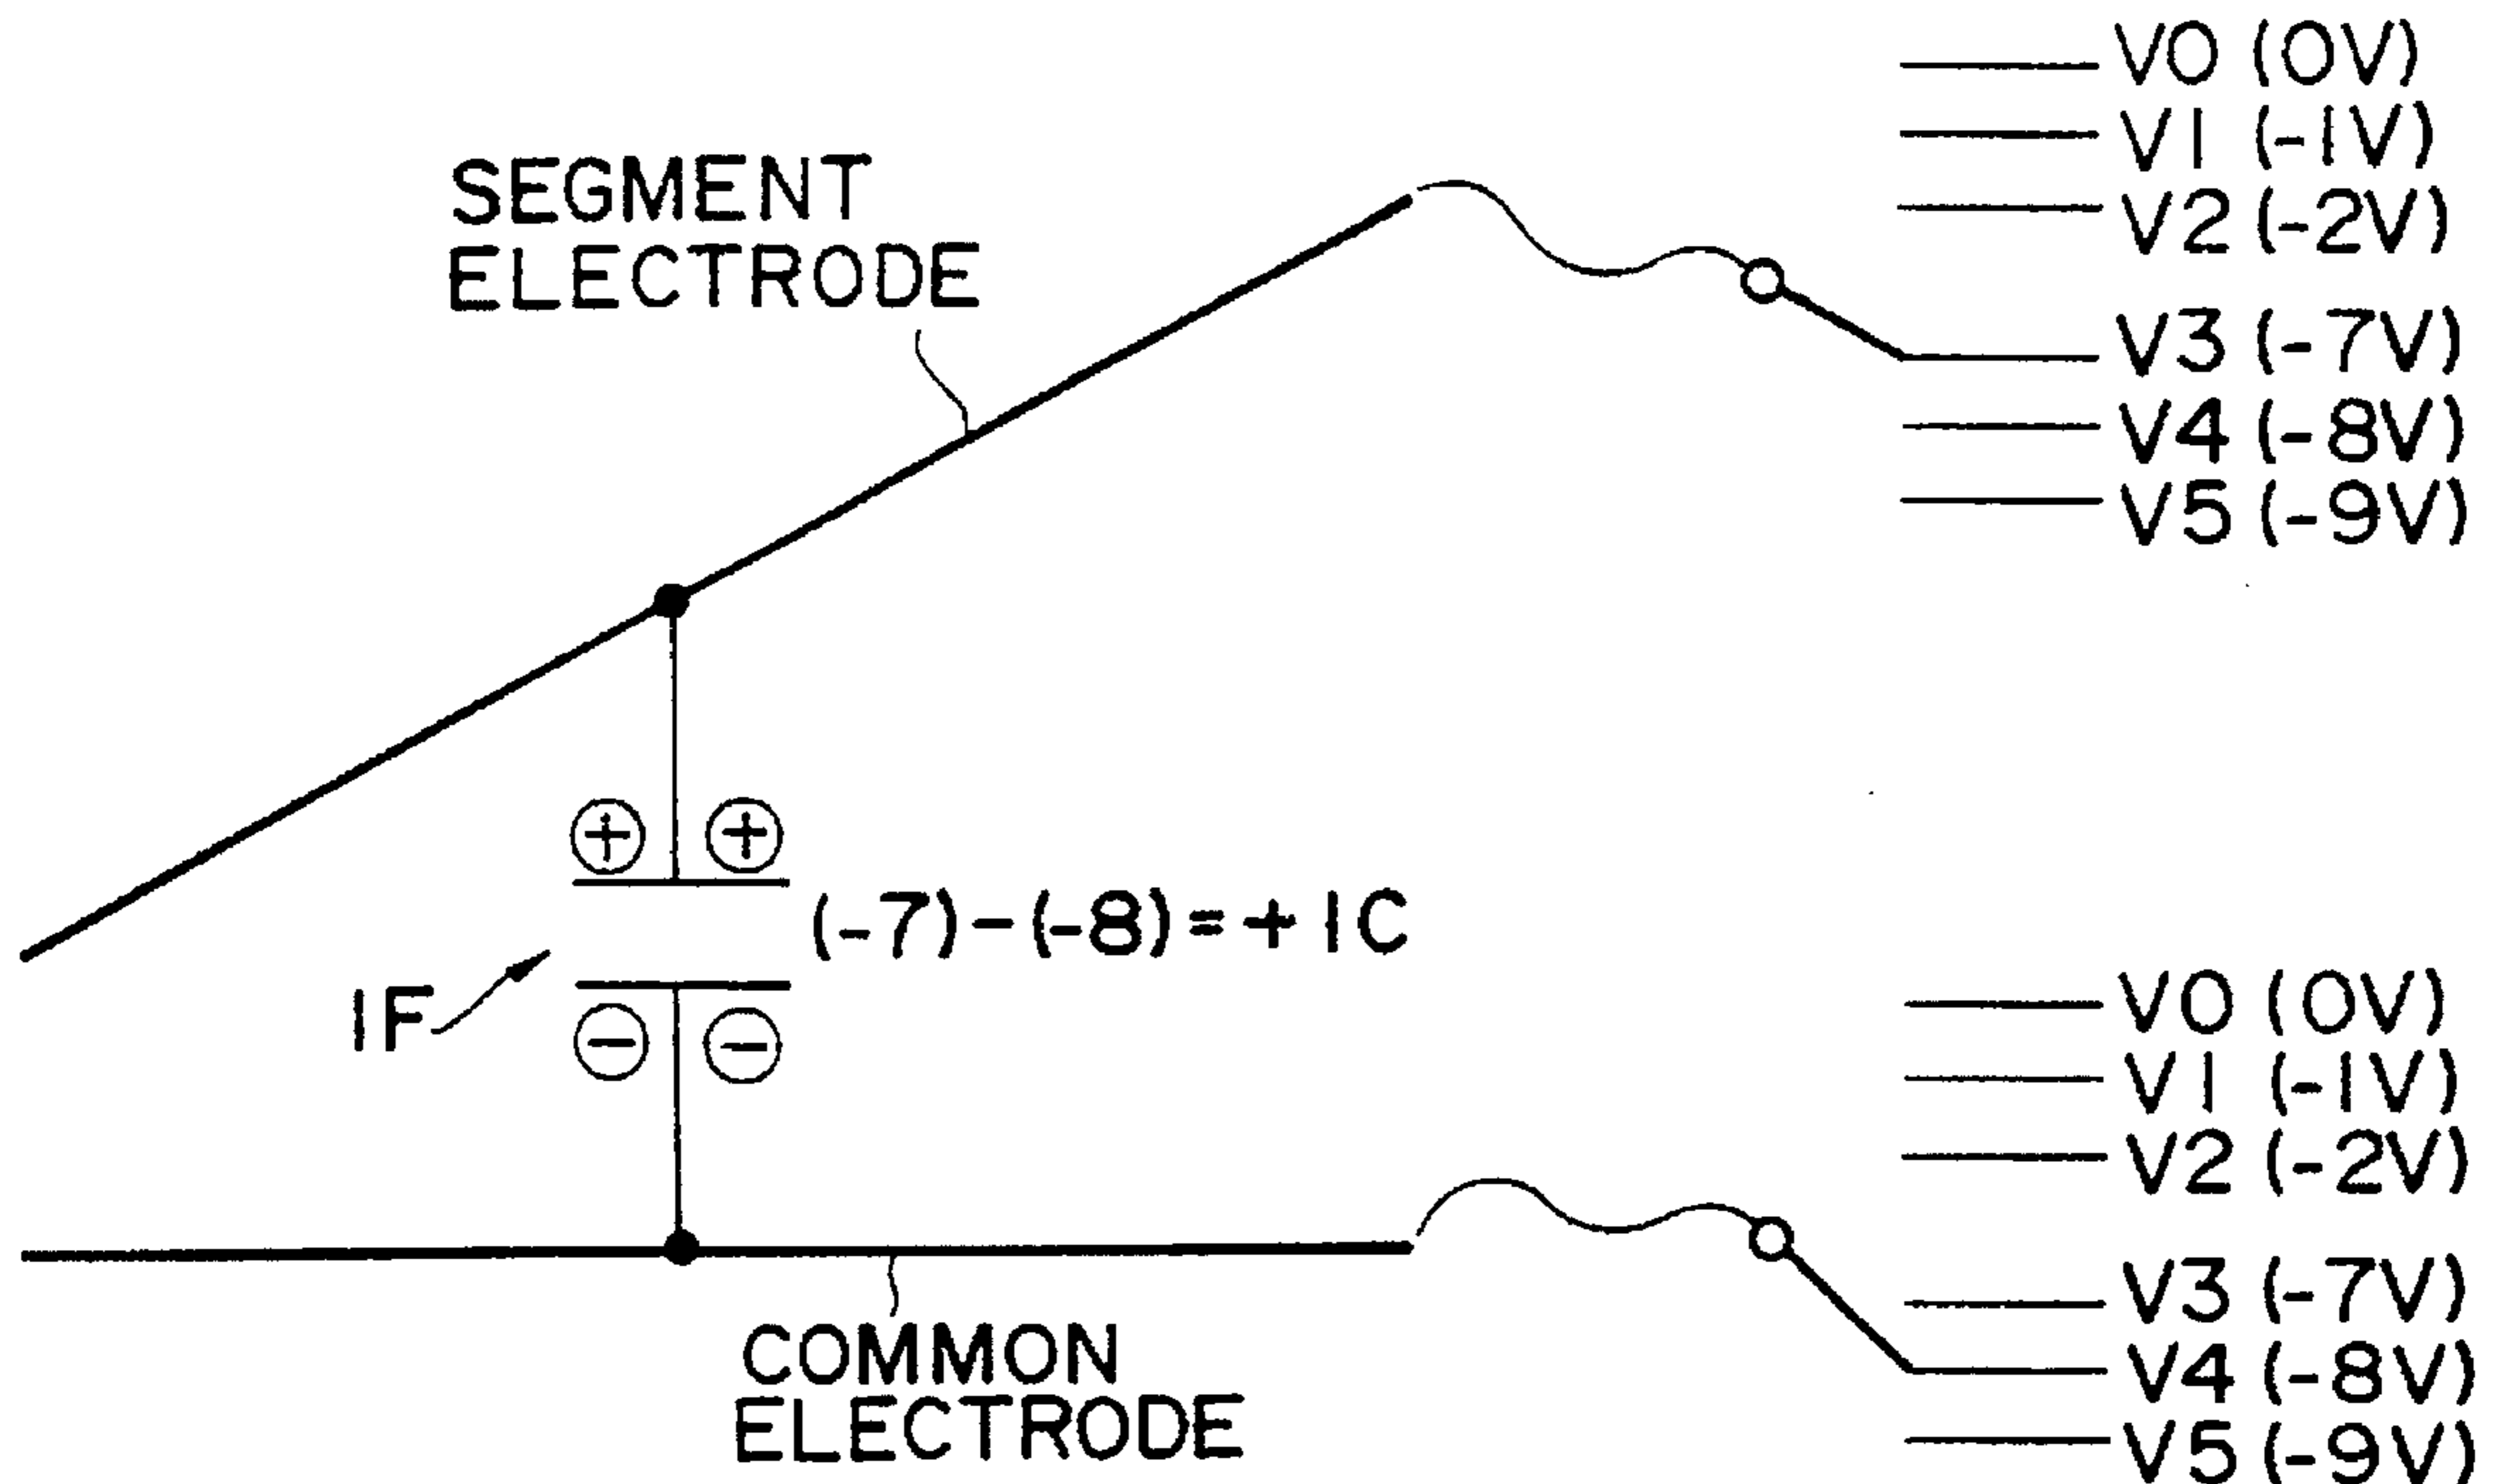 SEGMENT
ELECTRODE
V0 (0V)
V1 (-1V)
V2 (-2V)
V3 (-7V)
V4 (-8V)
V5 (-9V)
(-7)-(-8)=+1C
1F
V0 (0V)
V1 (-1V)
V2 (-2V)
V3 (-7V)
V4 (-8V)
V5 (-9V)
COMMON
ELECTRODE